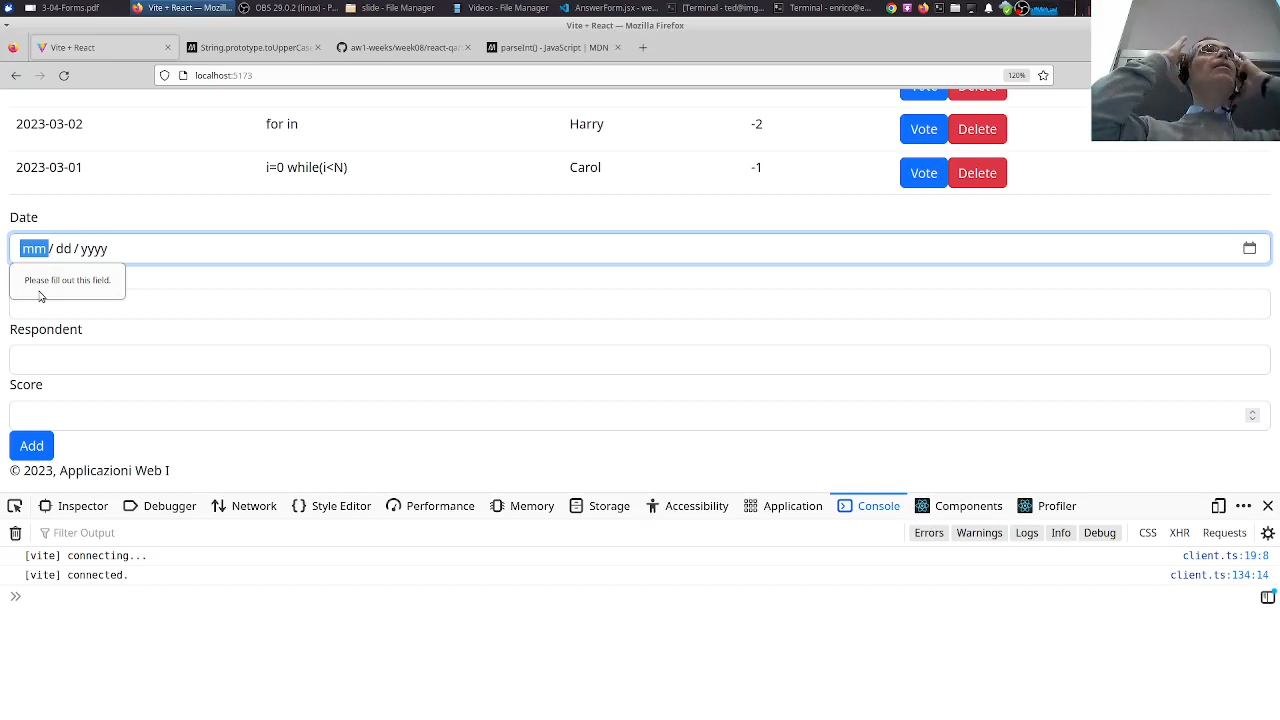 3-04-Forms.pdf
Vite + React — Mozill...
OBS 29.0.2 (linux) - P...
slide - File Manager
Videos - File Manager
AnswerForm.jsx - we...
[Terminal - ted@img...
Terminal - enrico@e...
Vite + React — Mozilla Firefox
Vite + React
String.prototype.toUpperCas
aw1-weeks/week08/react-qa
parseInt() - JavaScript | MDN
localhost:5173
120%
Vote Delete
2023-03-02 for in Harry -2 Vote Delete
2023-03-01 i=0 while(i<N) Carol -1 Vote Delete
Date
mm / dd / yyyy
Please fill out this field.
Respondent
Score
Add
© 2023, Applicazioni Web I
Inspector Debugger Network Style Editor Performance Memory Storage Accessibility Application Console Components Profiler
Filter Output
Errors Warnings Logs Info Debug CSS XHR Requests
[vite] connecting... client.ts:19:8
[vite] connected. client.ts:134:14